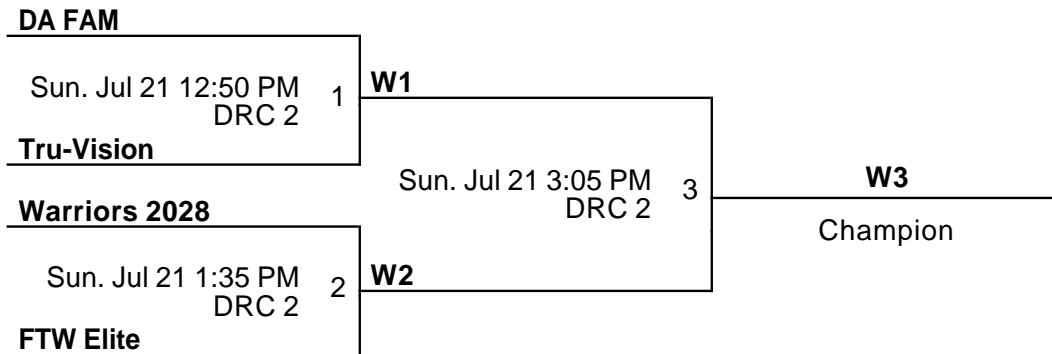 DA FAM
Sun. Jul 21 12:50 PM
DRC 2
1
W1
Tru-Vision
Sun. Jul 21 3:05 PM
DRC 2
3
W3
Champion
Warriors 2028
Sun. Jul 21 1:35 PM
DRC 2
2
W2
FTW Elite